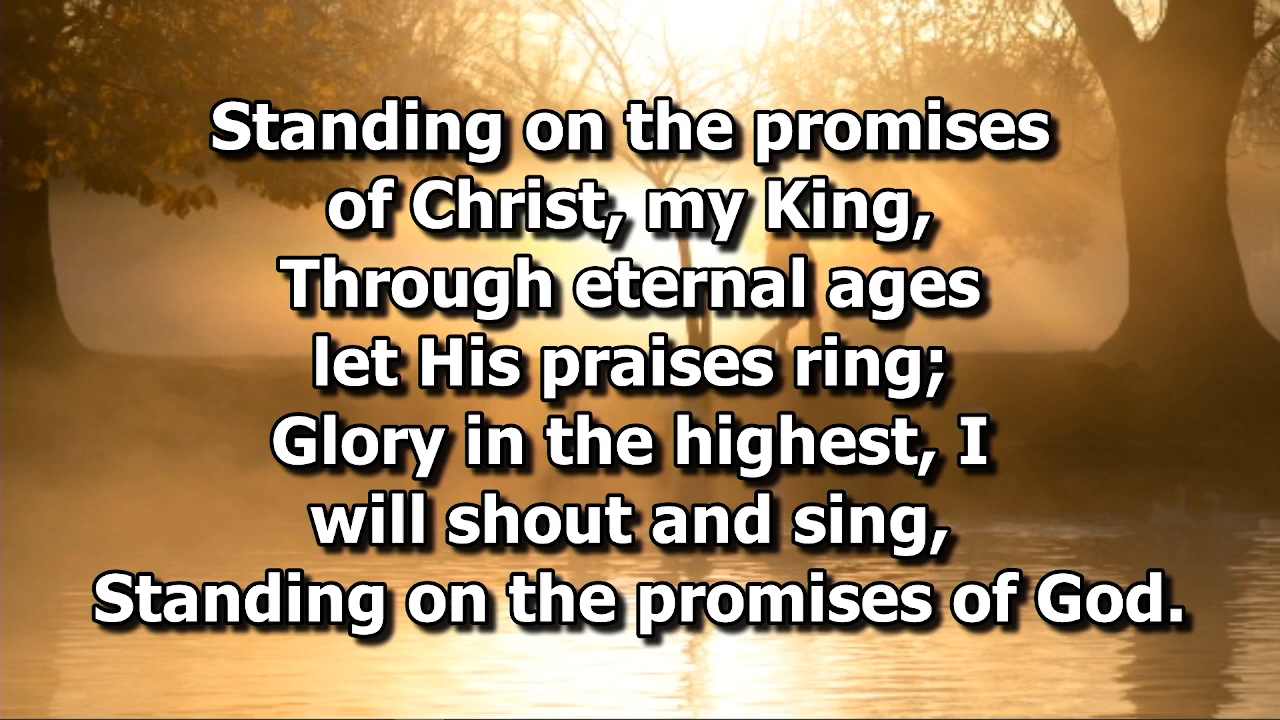 Standing on the promises
of Christ, my King,
Through eternal ages
let His praises ring;
Glory in the highest, I
will shout and sing,
Standing on the promises of God.